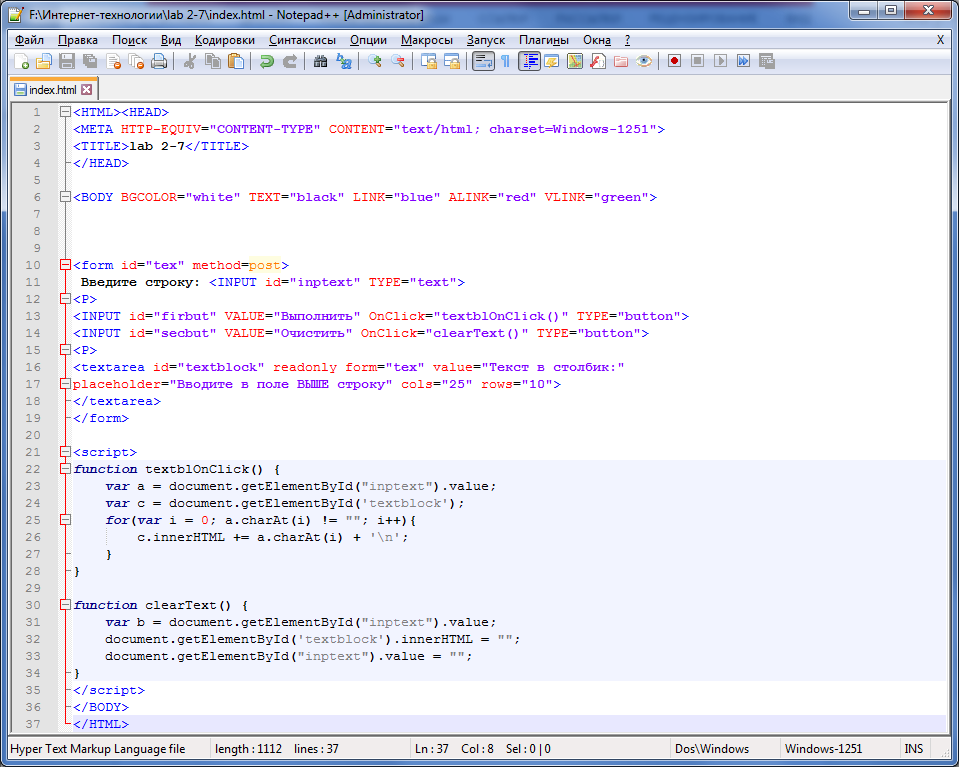 F:\Интернет-технологии\lab 2-7\index.html - Notepad++ [Administrator]
Файл Правка Поиск Вид Кодировки Синтаксисы Опции Макросы Запуск Плагины Окна ? X
index.html
1 <HTML><HEAD>
2 <META HTTP-EQUIV="CONTENT-TYPE" CONTENT="text/html; charset=Windows-1251">
3 <TITLE>lab 2-7</TITLE>
4 </HEAD>
5
6 <BODY BGCOLOR="white" TEXT="black" LINK="blue" ALINK="red" VLINK="green">
7
8
9
10 <form id="tex" method=post>
11 Введите строку: <INPUT id="inptext" TYPE="text">
12 <P>
13 <INPUT id="firbut" VALUE="Выполнить" OnClick="textblOnClick()" TYPE="button">
14 <INPUT id="secbut" VALUE="Очистить" OnClick="clearText()" TYPE="button">
15 <P>
16 <textarea id="textblock" readonly form="tex" value="Текст в столбик:"
17 placeholder="Вводите в поле ВЫШЕ строку" cols="25" rows="10">
18 </textarea>
19 </form>
20
21 <script>
22 function textblOnClick() {
23 var a = document.getElementById("inptext").value;
24 var c = document.getElementById('textblock');
25 for(var i = 0; a.charAt(i) != ""; i++){
26 c.innerHTML += a.charAt(i) + '\n';
27 }
28 }
29
30 function clearText() {
31 var b = document.getElementById("inptext").value;
32 document.getElementById('textblock').innerHTML = "";
33 document.getElementById("inptext").value = "";
34 }
35 </script>
36 </BODY>
37 </HTML>
Hyper Text Markup Language file length : 1112 lines : 37 Ln : 37 Col : 8 Sel : 0 | 0 Dos\Windows Windows-1251 INS